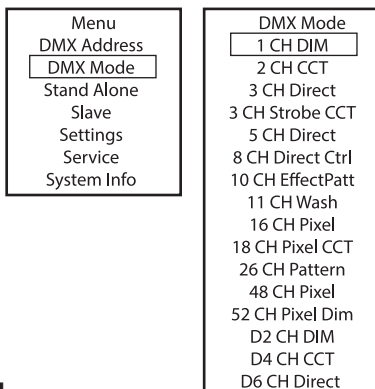 Menu
DMX Address
DMX Mode
Stand Alone
Slave
Settings
Service
System Info
DMX Mode
1 CH DIM
2 CH CCT
3 CH Direct
3 CH Strobe CCT
5 CH Direct
8 CH Direct Ctrl
10 CH EffectPatt
11 CH Wash
16 CH Pixel
18 CH Pixel CCT
26 CH Pattern
48 CH Pixel
52 CH Pixel Dim
D2 CH DIM
D4 CH CCT
D6 CH Direct